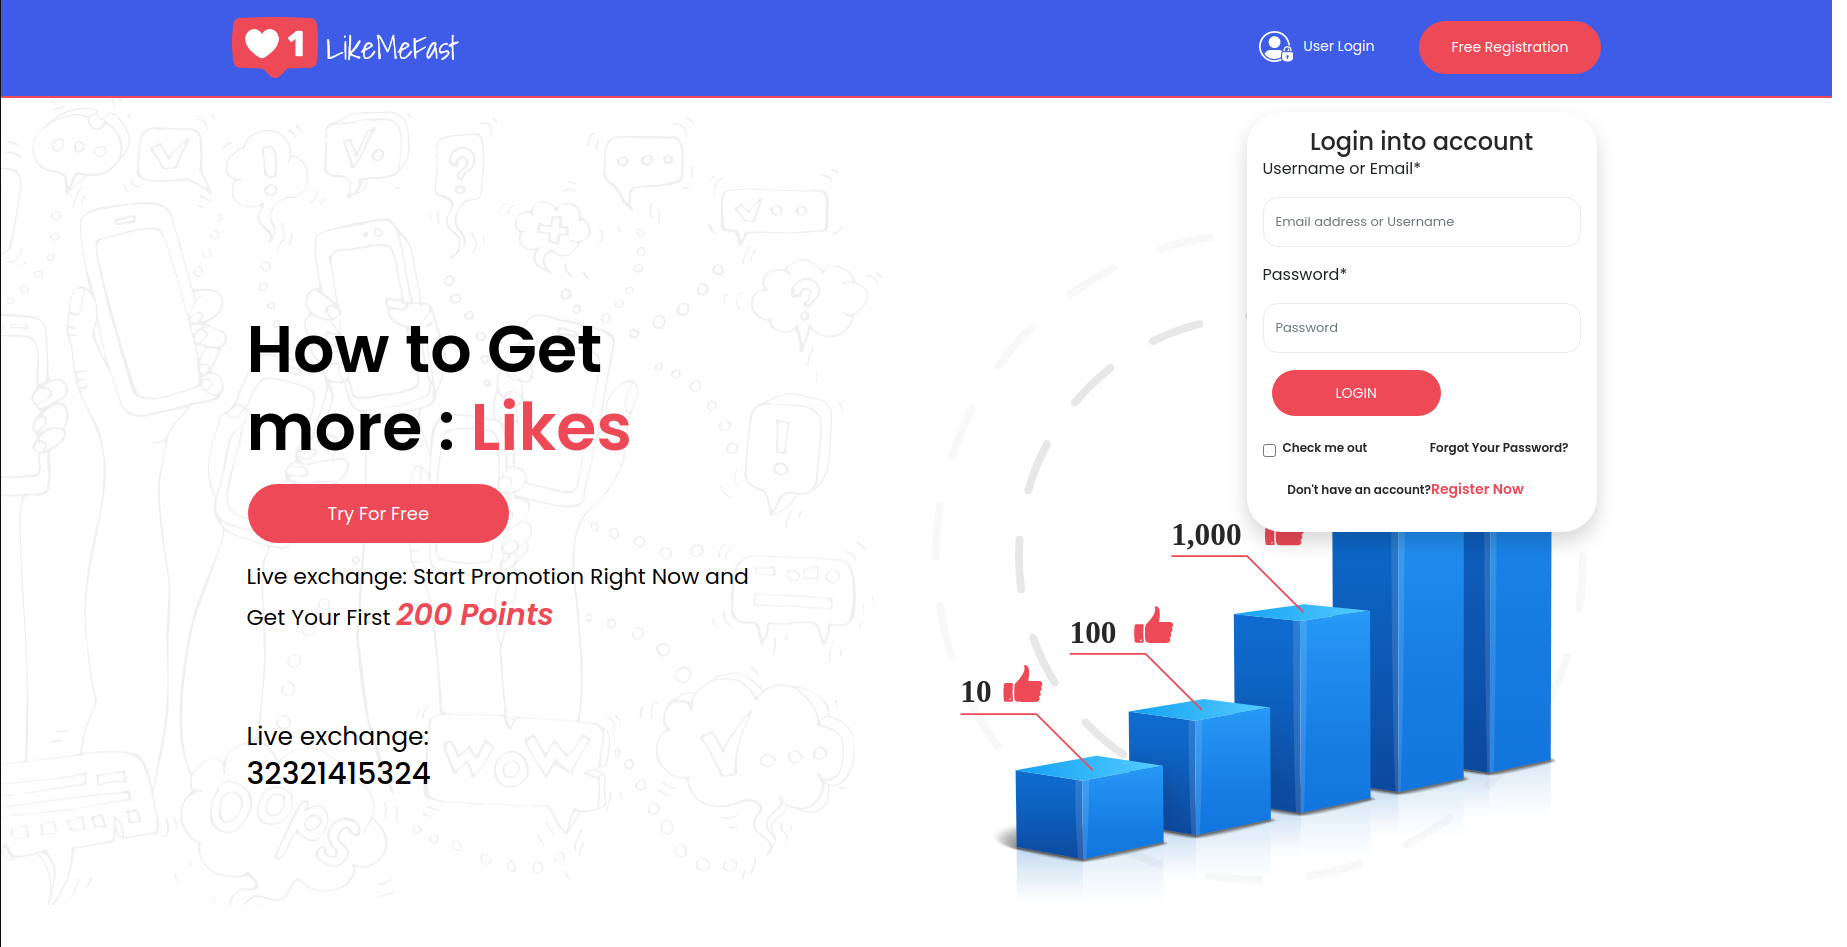 1 LikeMeFast
User Login
Free Registration
Login into account
Username or Email*
Email address or Username
Password*
Password
LOGIN
Check me out
Forgot Your Password?
Don't have an account?Register Now
How to Get
more : Likes
Try For Free
Live exchange: Start Promotion Right Now and
Get Your First 200 Points
Live exchange:
32321415324
1,000
100
10
WOW
OOPS